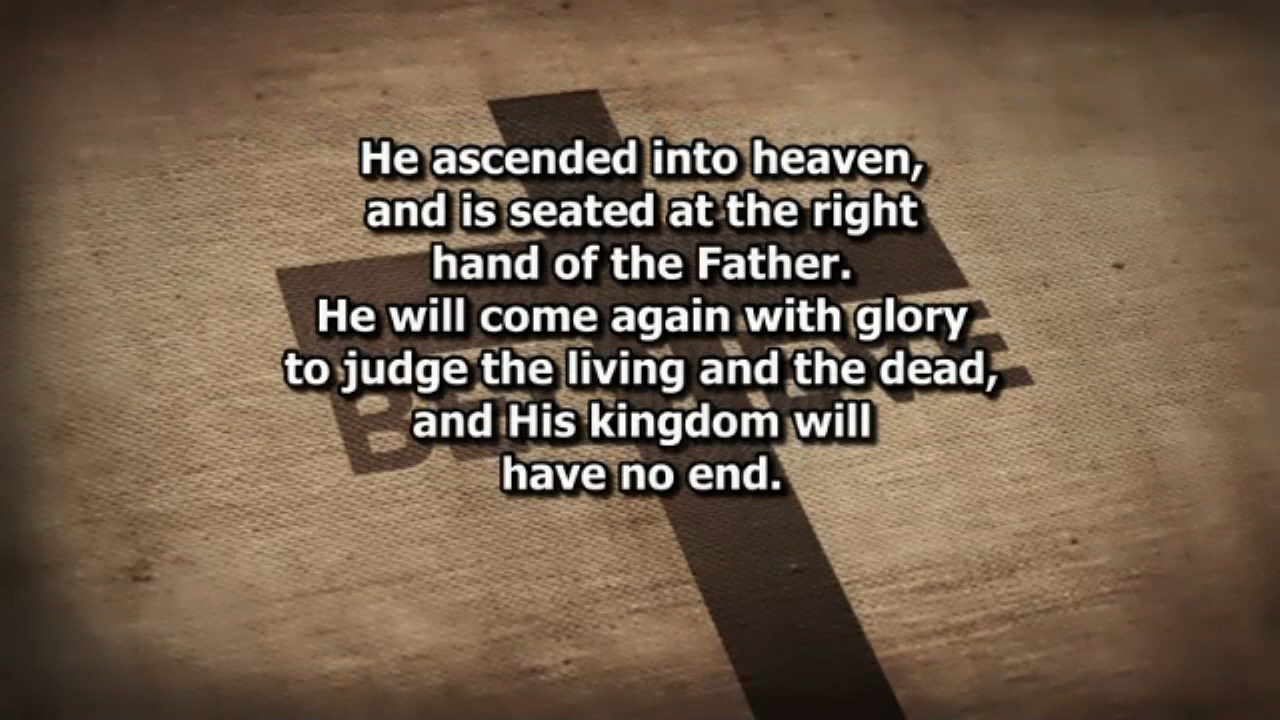 He ascended into heaven,
and is seated at the right
hand of the Father.
He will come again with glory
to judge the living and the dead,
and His kingdom will
have no end.